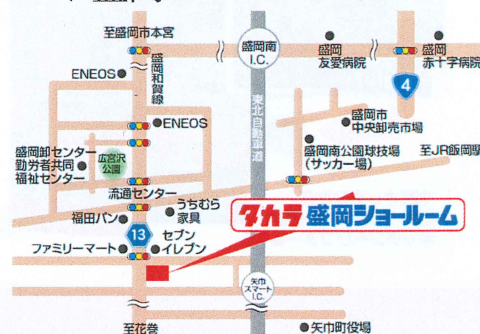 至盛岡市本宮
盛岡南
I.C.
盛岡
友愛病院
盛岡
赤十字病院
ENEOS
盛岡和賀線
4
東北自動車道
ENEOS
盛岡市
中央卸売市場
盛岡南公園球技場
(サッカー場)
至JR飯岡駅
盛岡卸センター
勤労者共同
福祉センター
広宮沢
公園
流通センター
うちむら
家具
福田パン
タカラ 盛岡ショールーム
13
セブン
イレブン
ファミリーマート
矢巾
スマート
I.C.
至花巻
矢巾町役場